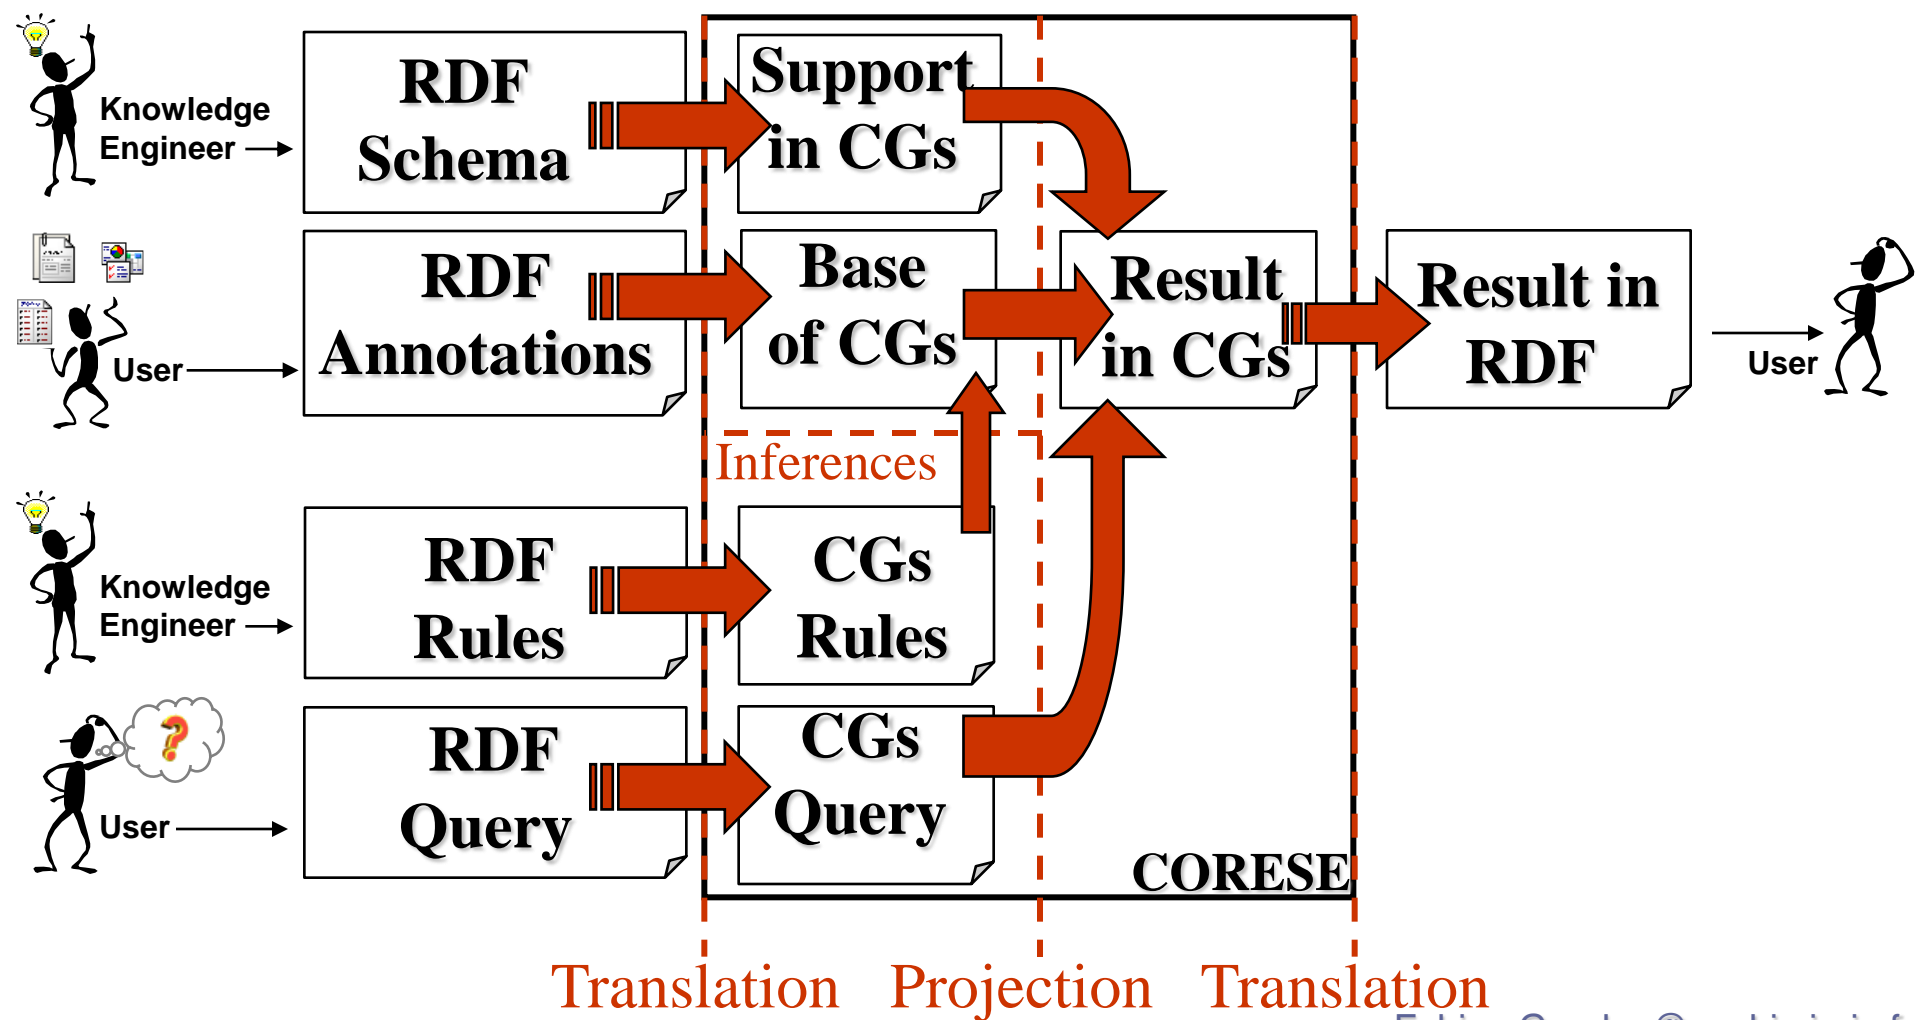 Knowledge
Engineer
RDF
Schema
Support
in CGs
User
RDF
Annotations
Base
of CGs
Result
in CGs
Result in
RDF
User
Inferences
Knowledge
Engineer
RDF
Rules
CGs
Rules
User
RDF
Query
CGs
Query
CORESE
Translation
Projection
Translation